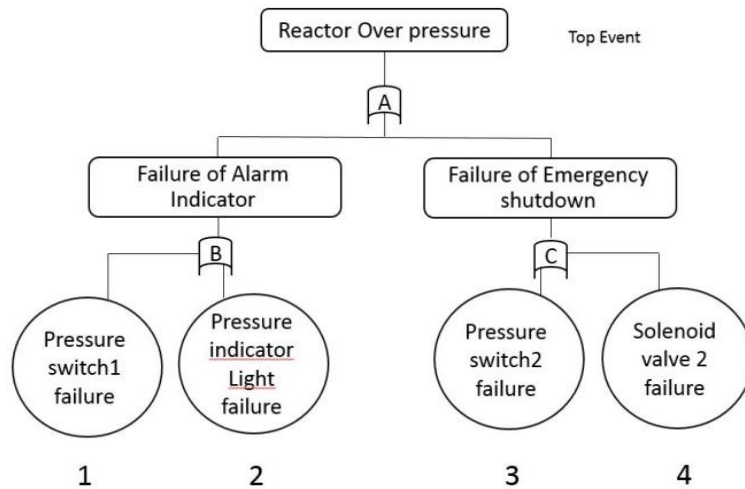 Reactor Over pressure
Top Event
A
Failure of Alarm
Indicator
Failure of Emergency
shutdown
B
C
Pressure
switch1
failure
Pressure
indicator
Light
failure
Pressure
switch2
failure
Solenoid
valve 2
failure
1
2
3
4